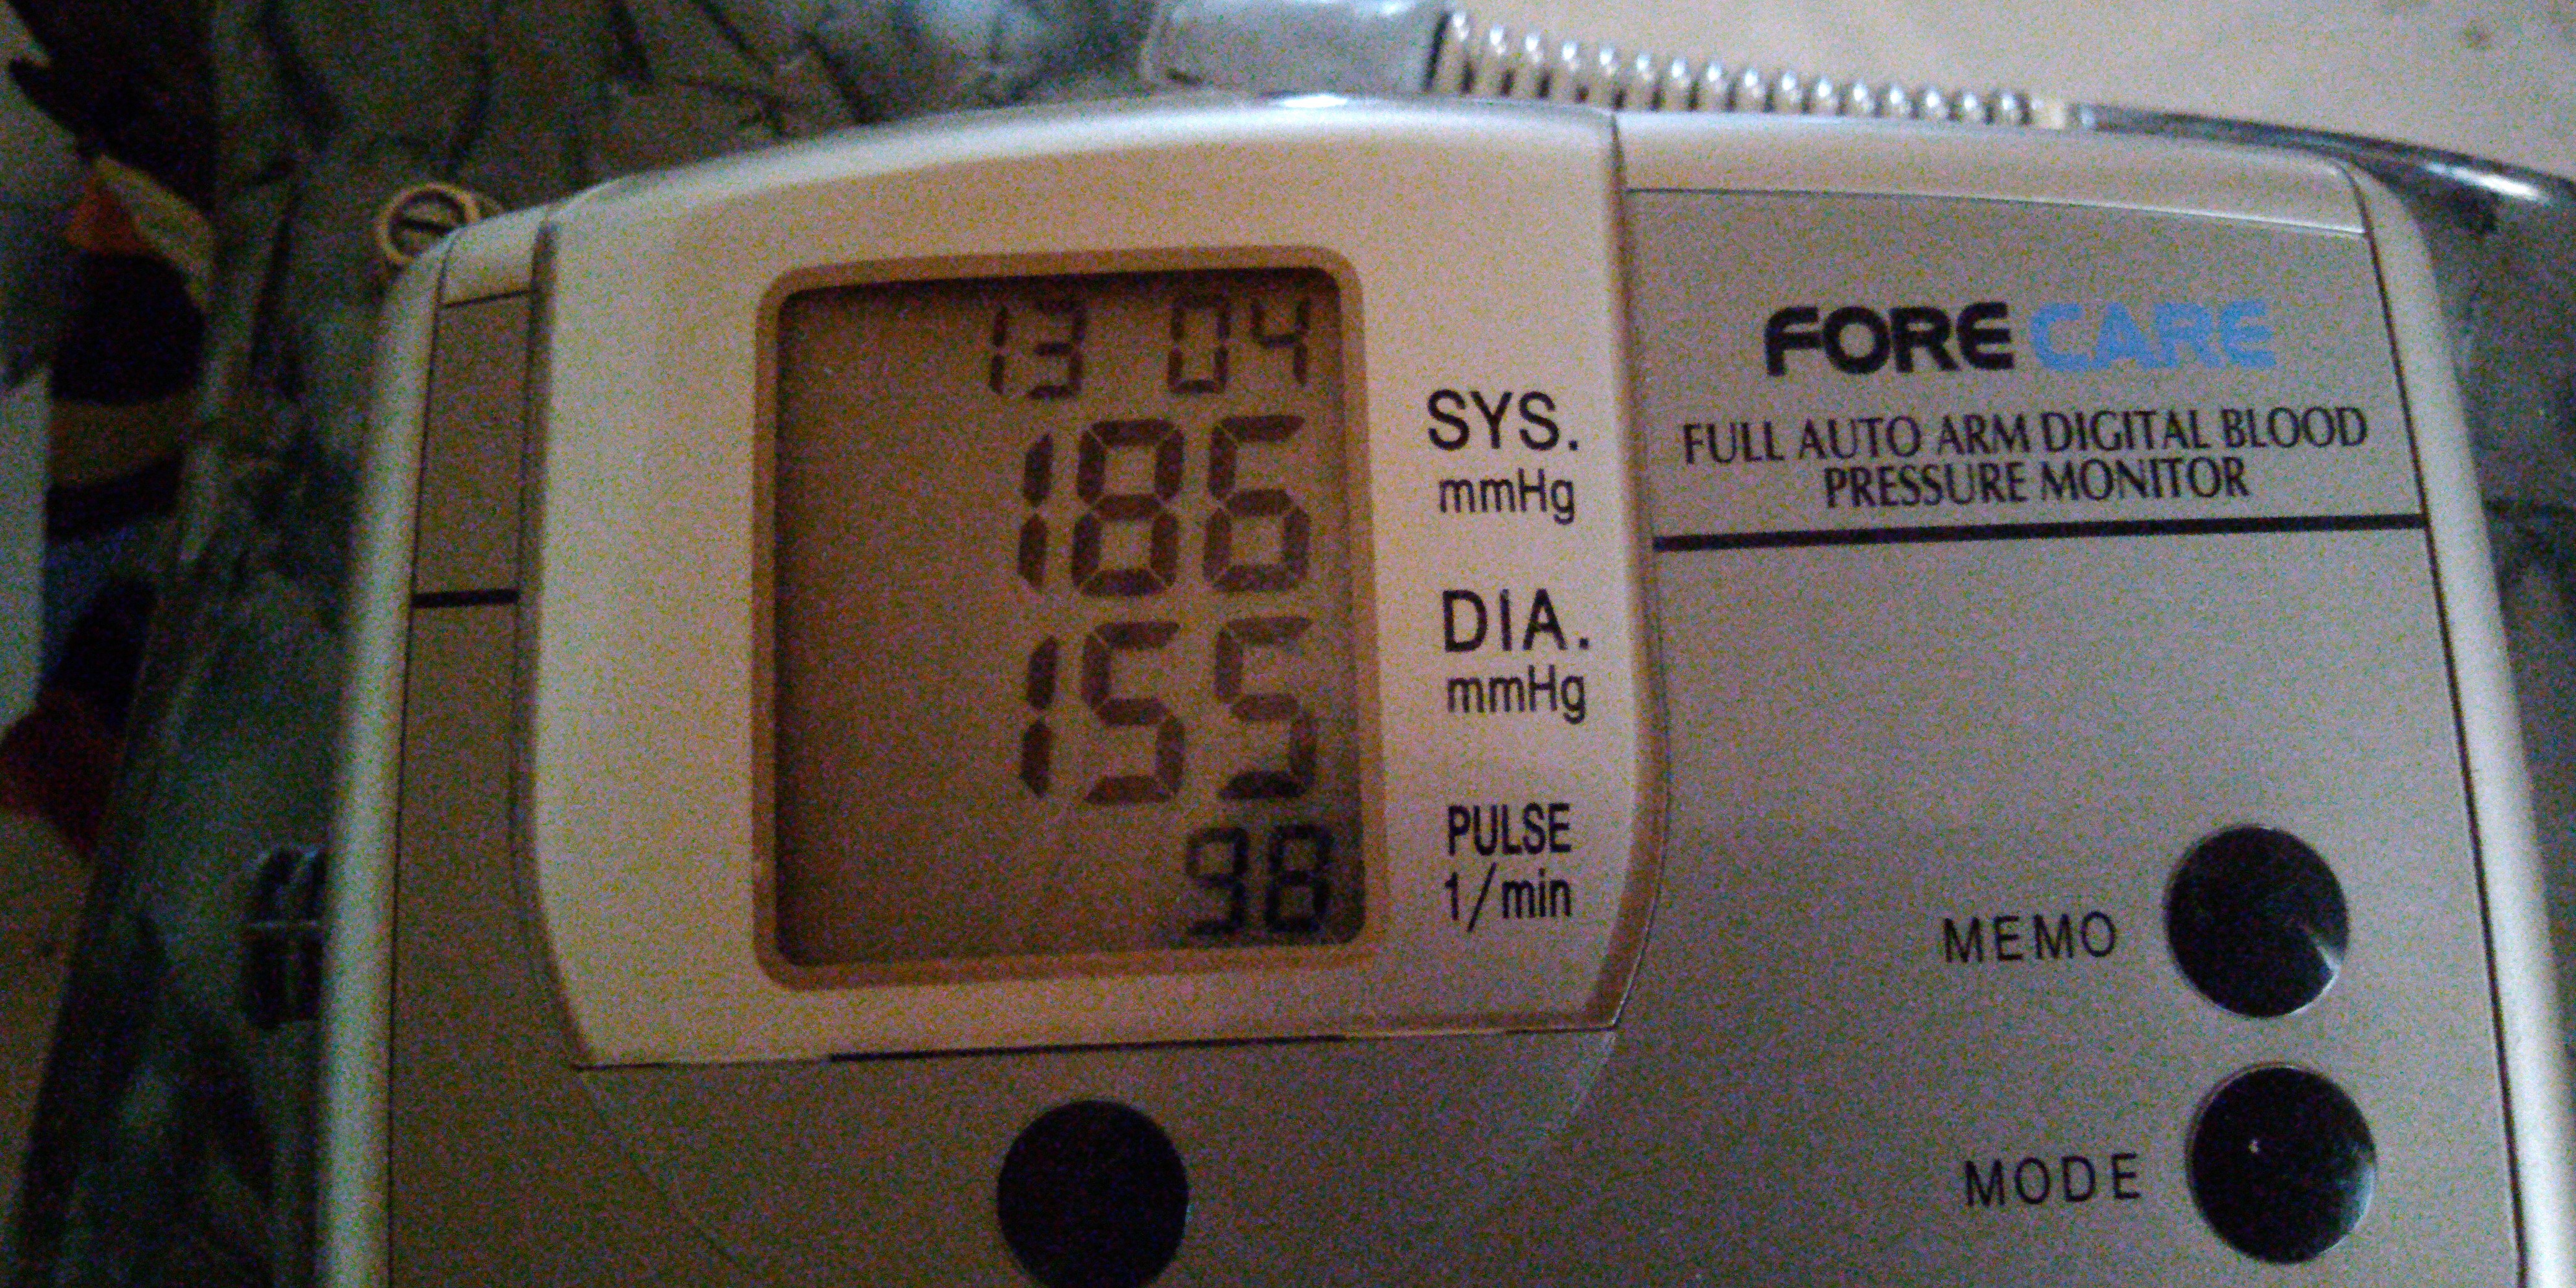 13 04
186
155
98
SYS.
mmHg
DIA.
mmHg
PULSE
1/min
FORE CARE
FULL AUTO ARM DIGITAL BLOOD
PRESSURE MONITOR
MEMO
MODE